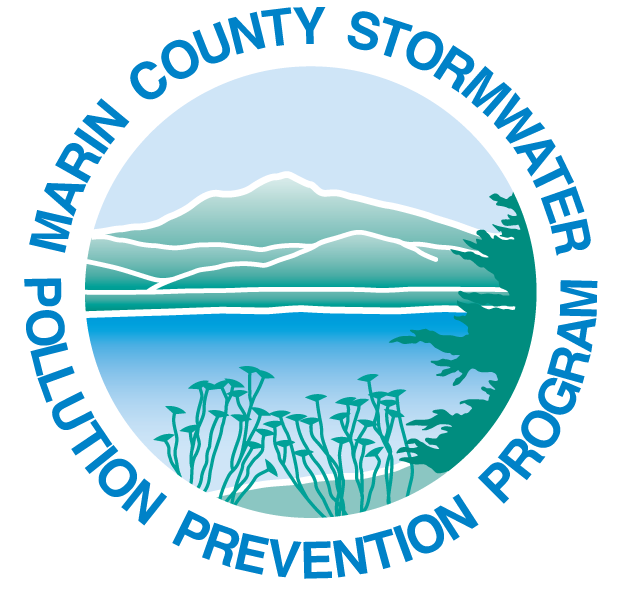 MARIN COUNTY STORMWATER
POLLUTION PREVENTION PROGRAM